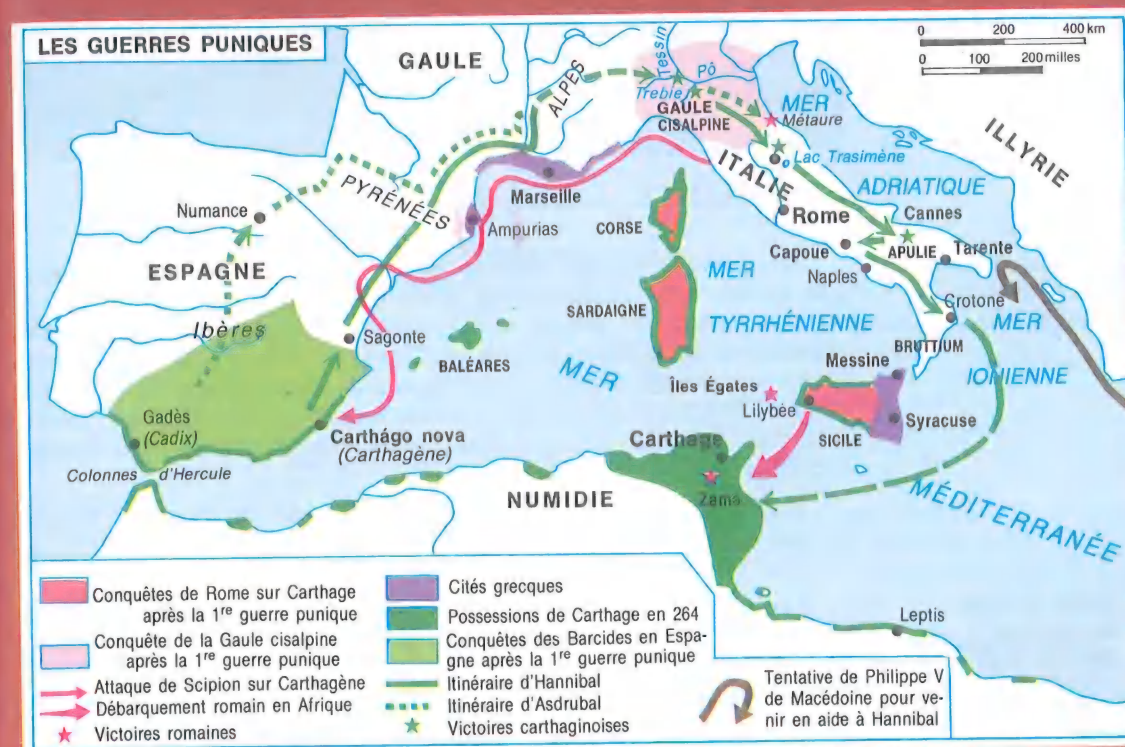 LES GUERRES PUNIQUES
0 200 400 km
0 100 200 milles
GAULE
ALPES
Tessin
Pô
Trebie
GAULE
CISALPINE
MER
Métaure
ILLYRIE
Lac Trasimène
ITALIE
ADRIATIQUE
PYRÉNÉES
Numance
Marseille
Ampurias
CORSE
Rome
Cannes
Capoue
APULIE
Tarente
Naples
ESPAGNE
MER
TYRRHÉNIENNE
SARDAIGNE
Crotone
MER
IONIENNE
Ibères
Sagonte
BALÉARES
MER
BRUTTIUM
Messine
Îles Égates
Lilybée
Syracuse
SICILE
Gadès
(Cadix)
Carthágo nova
(Carthagène)
Carthage
Colonnes d'Hercule
NUMIDIE
Zama
MÉDITERRANÉE
Leptis
Conquêtes de Rome sur Carthage
après la 1re guerre punique
Conquête de la Gaule cisalpine
après la 1re guerre punique
Attaque de Scipion sur Carthagène
Débarquement romain en Afrique
Victoires romaines
Cités grecques
Possessions de Carthage en 264
Conquêtes des Barcides en Espa-
gne après la 1re guerre punique
Itinéraire d'Hannibal
Itinéraire d'Asdrubal
Victoires carthaginoises
Tentative de Philippe V
de Macédoine pour ve-
nir en aide à Hannibal